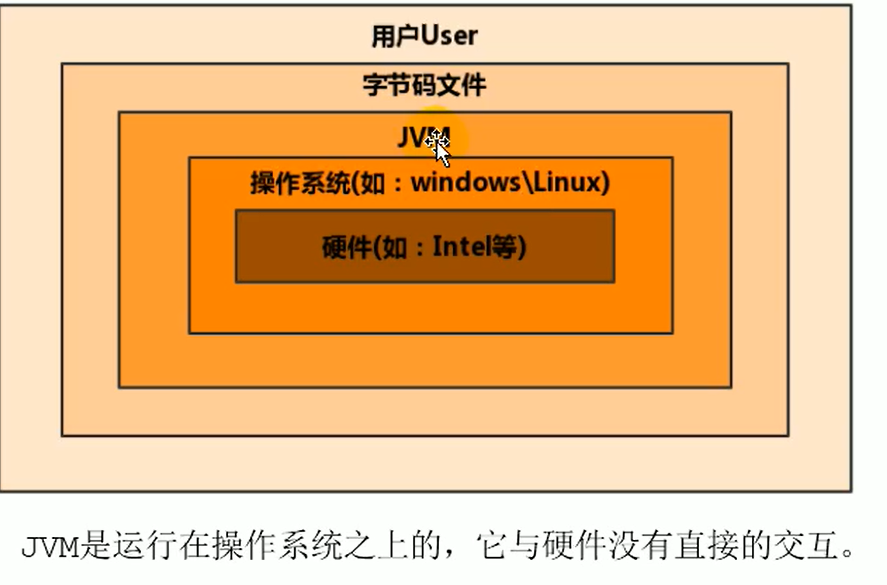 用户User
字节码文件
JVM
操作系统(如：windows\Linux)
硬件(如：Intel等)
JVM是运行在操作系统之上的，它与硬件没有直接的交互。